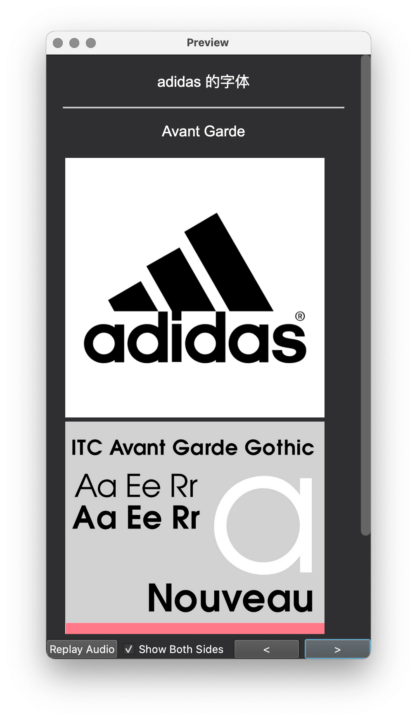 Preview
adidas 的字体
Avant Garde
adidas®
ITC Avant Garde Gothic
Aa Ee Rr
Aa Ee Rr
a
Nouveau
Replay Audio ✓ Show Both Sides < >